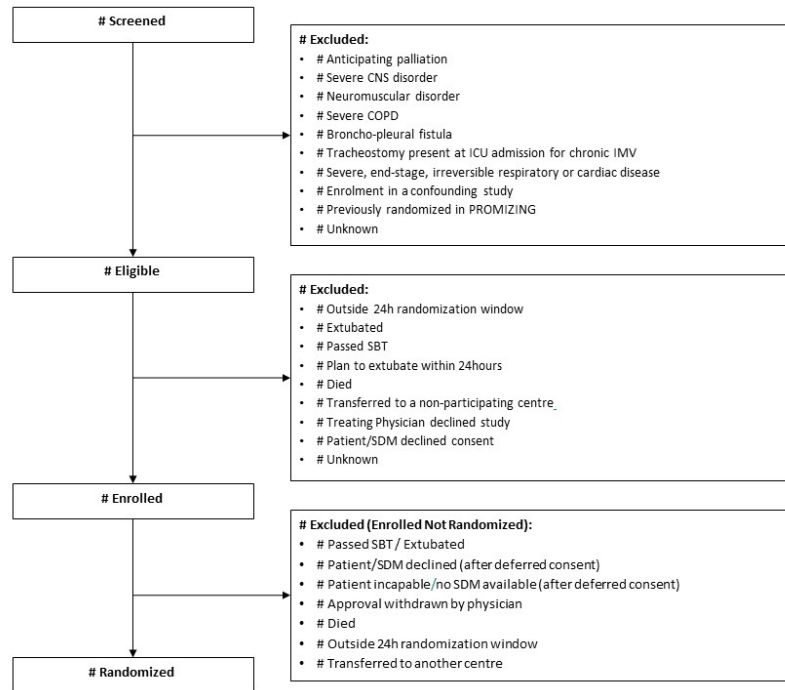 # Screened
# Excluded:
• # Anticipating palliation
• # Severe CNS disorder
• # Neuromuscular disorder
• # Severe COPD
• # Broncho-pleural fistula
• # Tracheostomy present at ICU admission for chronic IMV
• # Severe, end-stage, irreversible respiratory or cardiac disease
• # Enrolment in a confounding study
• # Previously randomized in PROMIZING
• # Unknown
# Eligible
# Excluded:
• # Outside 24h randomization window
• # Extubated
• # Passed SBT
• # Plan to extubate within 24hours
• # Died
• # Transferred to a non-participating centre
• # Treating Physician declined study
• # Patient/SDM declined consent
• # Unknown
# Enrolled
# Excluded (Enrolled Not Randomized):
• # Passed SBT/ Extubated
• # Patient/SDM declined (after deferred consent)
• # Patient incapable/no SDM available (after deferred consent)
• # Approval withdrawn by physician
• # Died
• # Outside 24h randomization window
• # Transferred to another centre
# Randomized